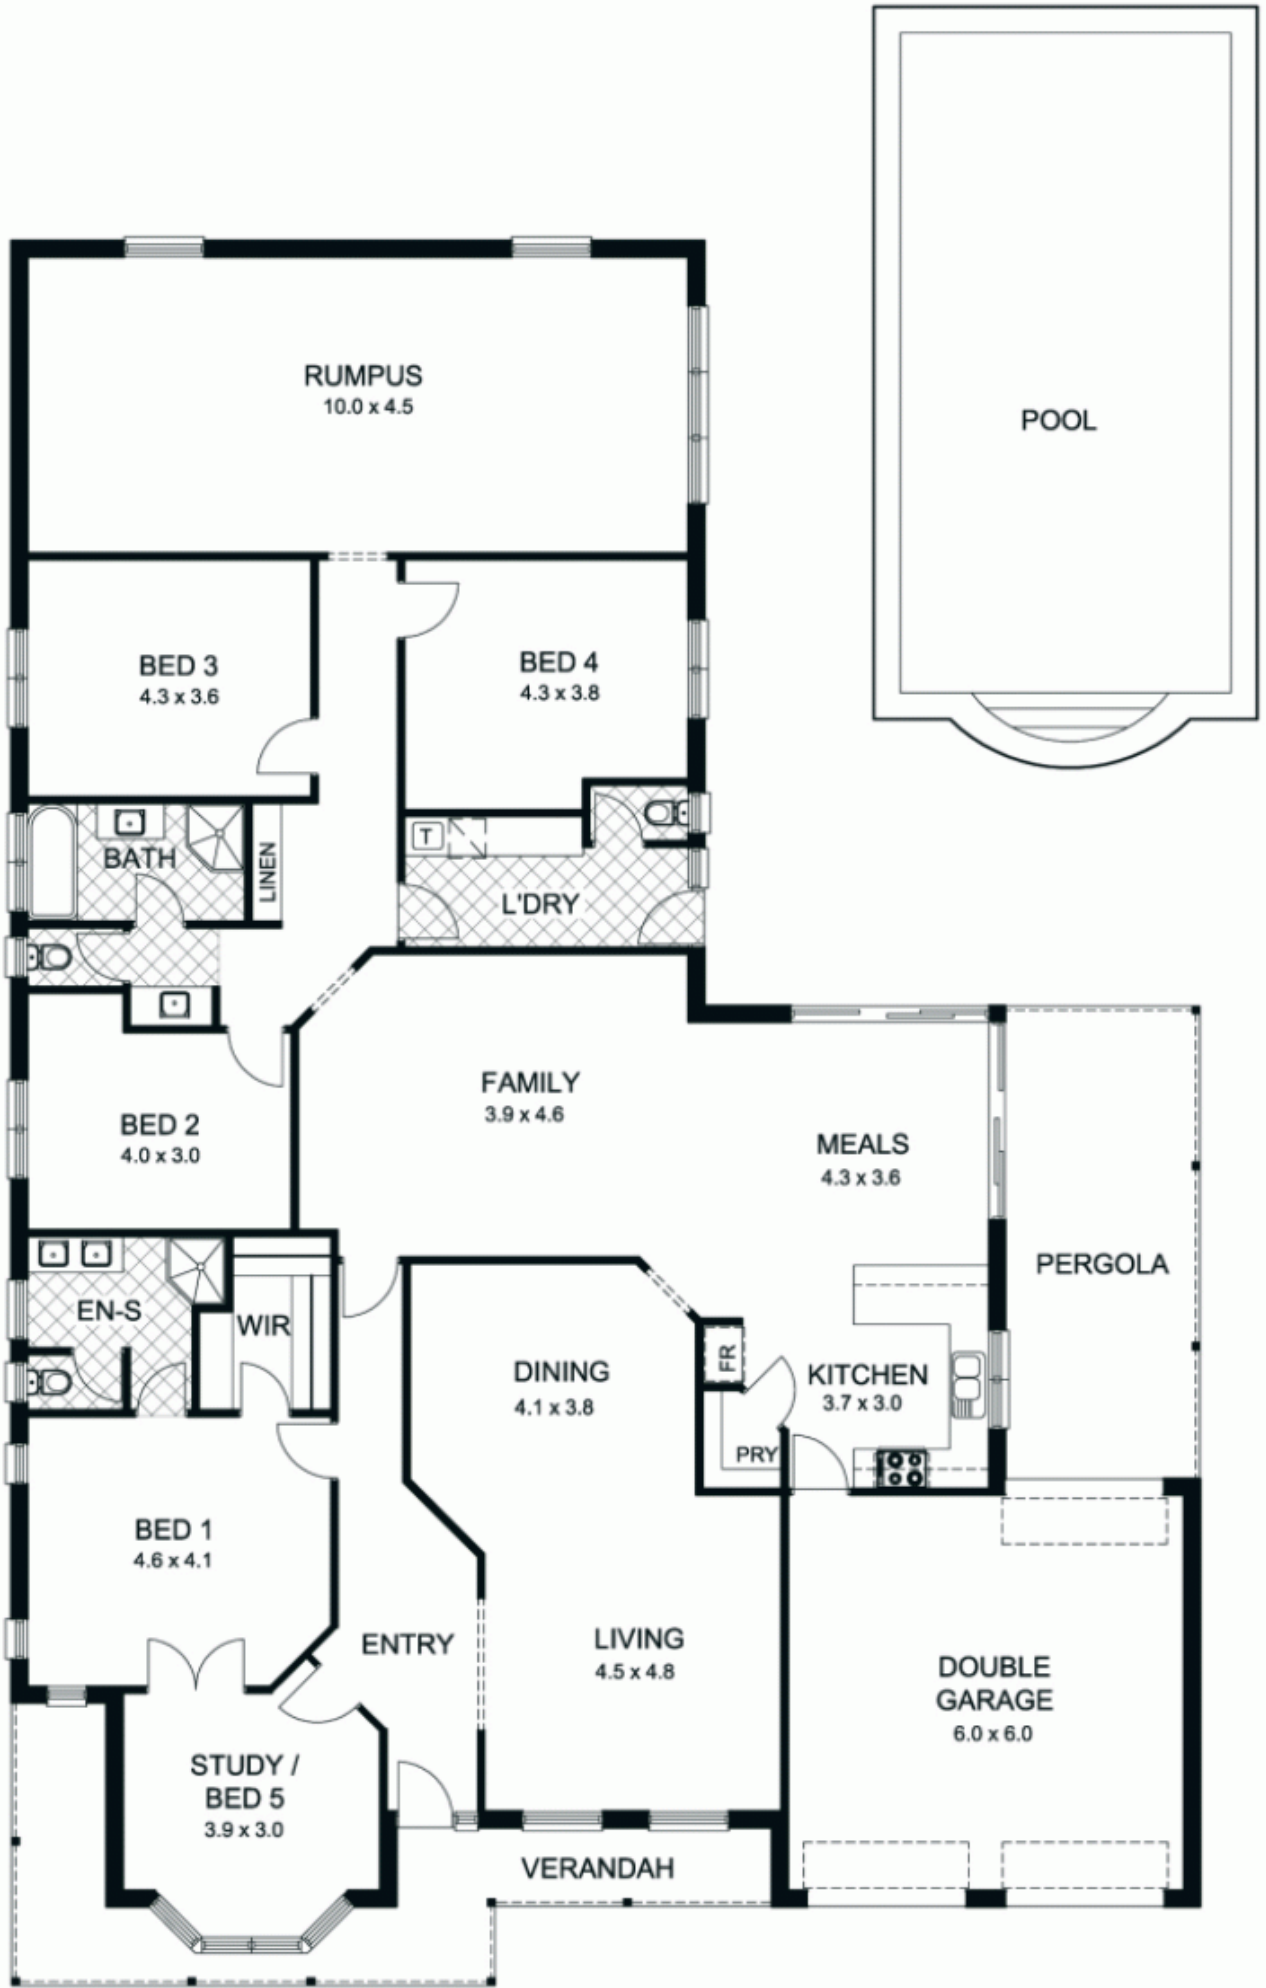 POOL
RUMPUS
10.0 x 4.5
BED 3
4.3 x 3.6
BED 4
4.3 x 3.8
BATH
LINEN
T
L'DRY
FAMILY
3.9 x 4.6
BED 2
4.0 x 3.0
MEALS
4.3 x 3.6
PERGOLA
EN-S
WIR
DINING
4.1 x 3.8
FR
KITCHEN
3.7 x 3.0
PRY
BED 1
4.6 x 4.1
ENTRY
LIVING
4.5 x 4.8
DOUBLE
GARAGE
6.0 x 6.0
STUDY /
BED 5
3.9 x 3.0
VERANDAH